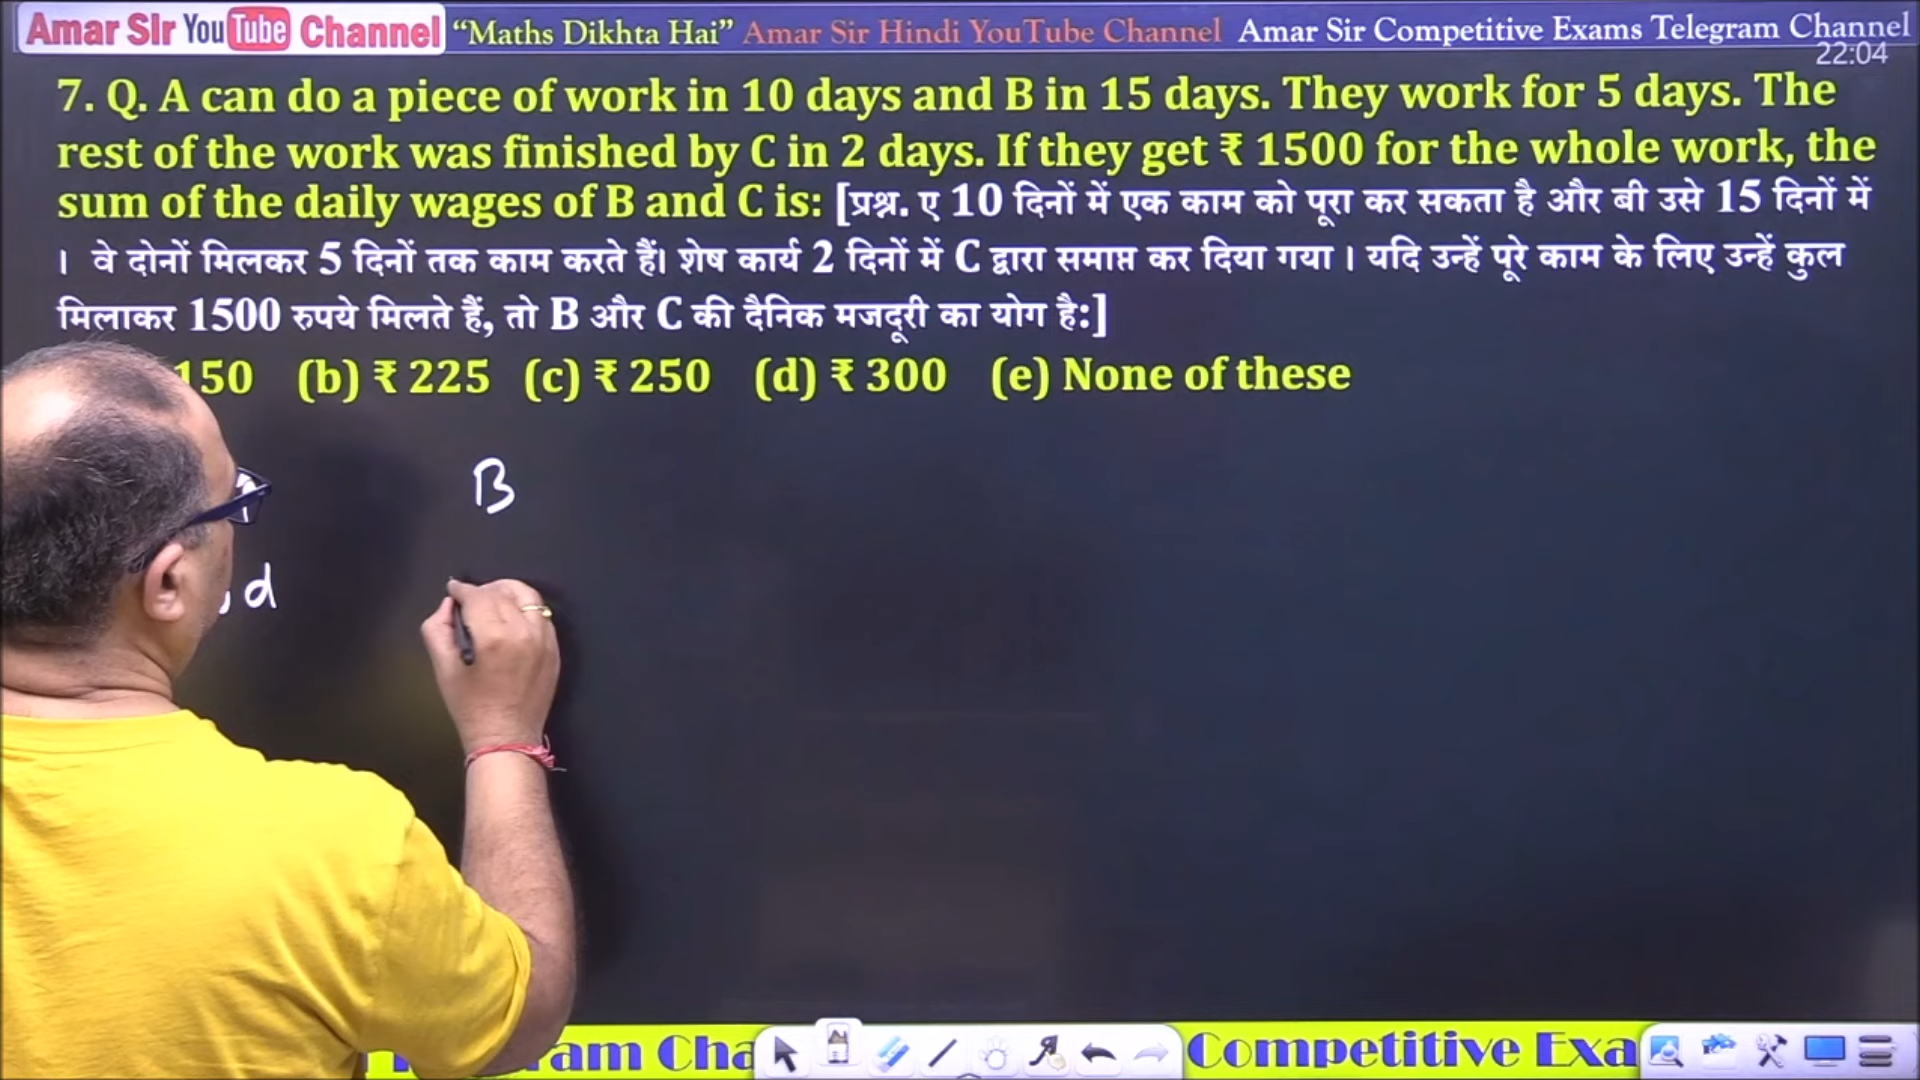 Amar Sir YouTube Channel "Maths Dikhta Hai" Amar Sir Hindi YouTube Channel Amar Sir Competitive Exams Telegram Channel
22:04
7. Q. A can do a piece of work in 10 days and B in 15 days. They work for 5 days. The
rest of the work was finished by C in 2 days. If they get ₹ 1500 for the whole work, the
sum of the daily wages of B and C is: [प्रश्न. ए 10 दिनों में एक काम को पूरा कर सकता है और बी उसे 15 दिनों में
। वे दोनों मिलकर 5 दिनों तक काम करते हैं। शेष कार्य 2 दिनों में C द्वारा समाप्त कर दिया गया । यदि उन्हें पूरे काम के लिए उन्हें कुल
मिलाकर 1500 रुपये मिलते हैं, तो B और C की दैनिक मजदूरी का योग है:]
150 (b) ₹ 225 (c) ₹ 250 (d) ₹ 300 (e) None of these
B
d
am Cha Competitive Exa